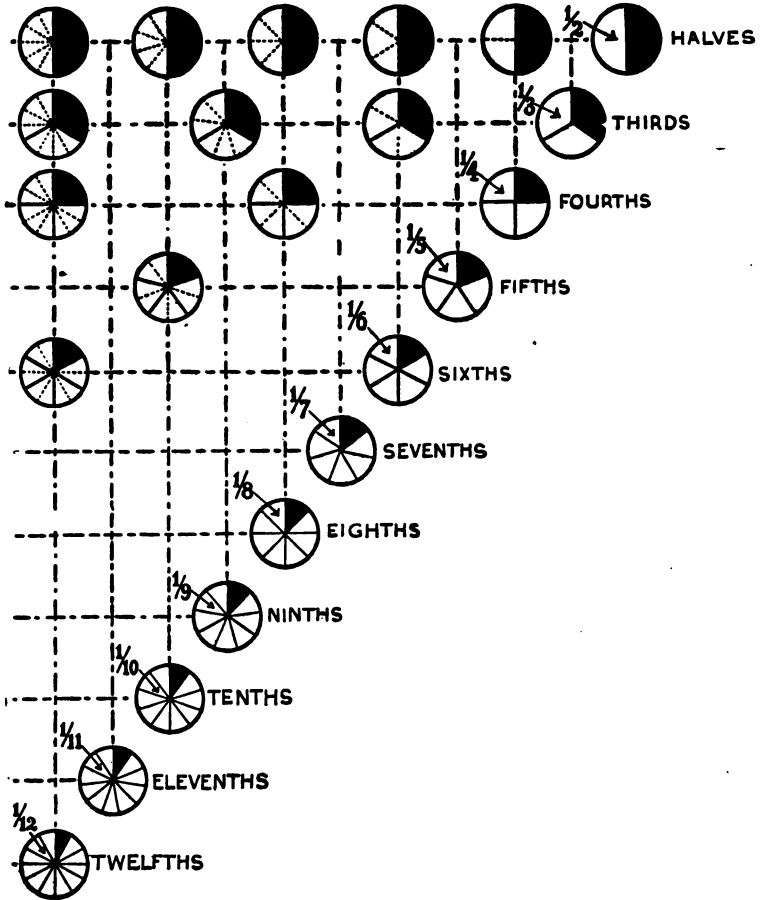 1/2 HALVES
1/3 THIRDS
1/4 FOURTHS
1/5 FIFTHS
1/6 SIXTHS
1/7 SEVENTHS
1/8 EIGHTHS
1/9 NINTHS
1/10 TENTHS
1/11 ELEVENTHS
1/12 TWELFTHS